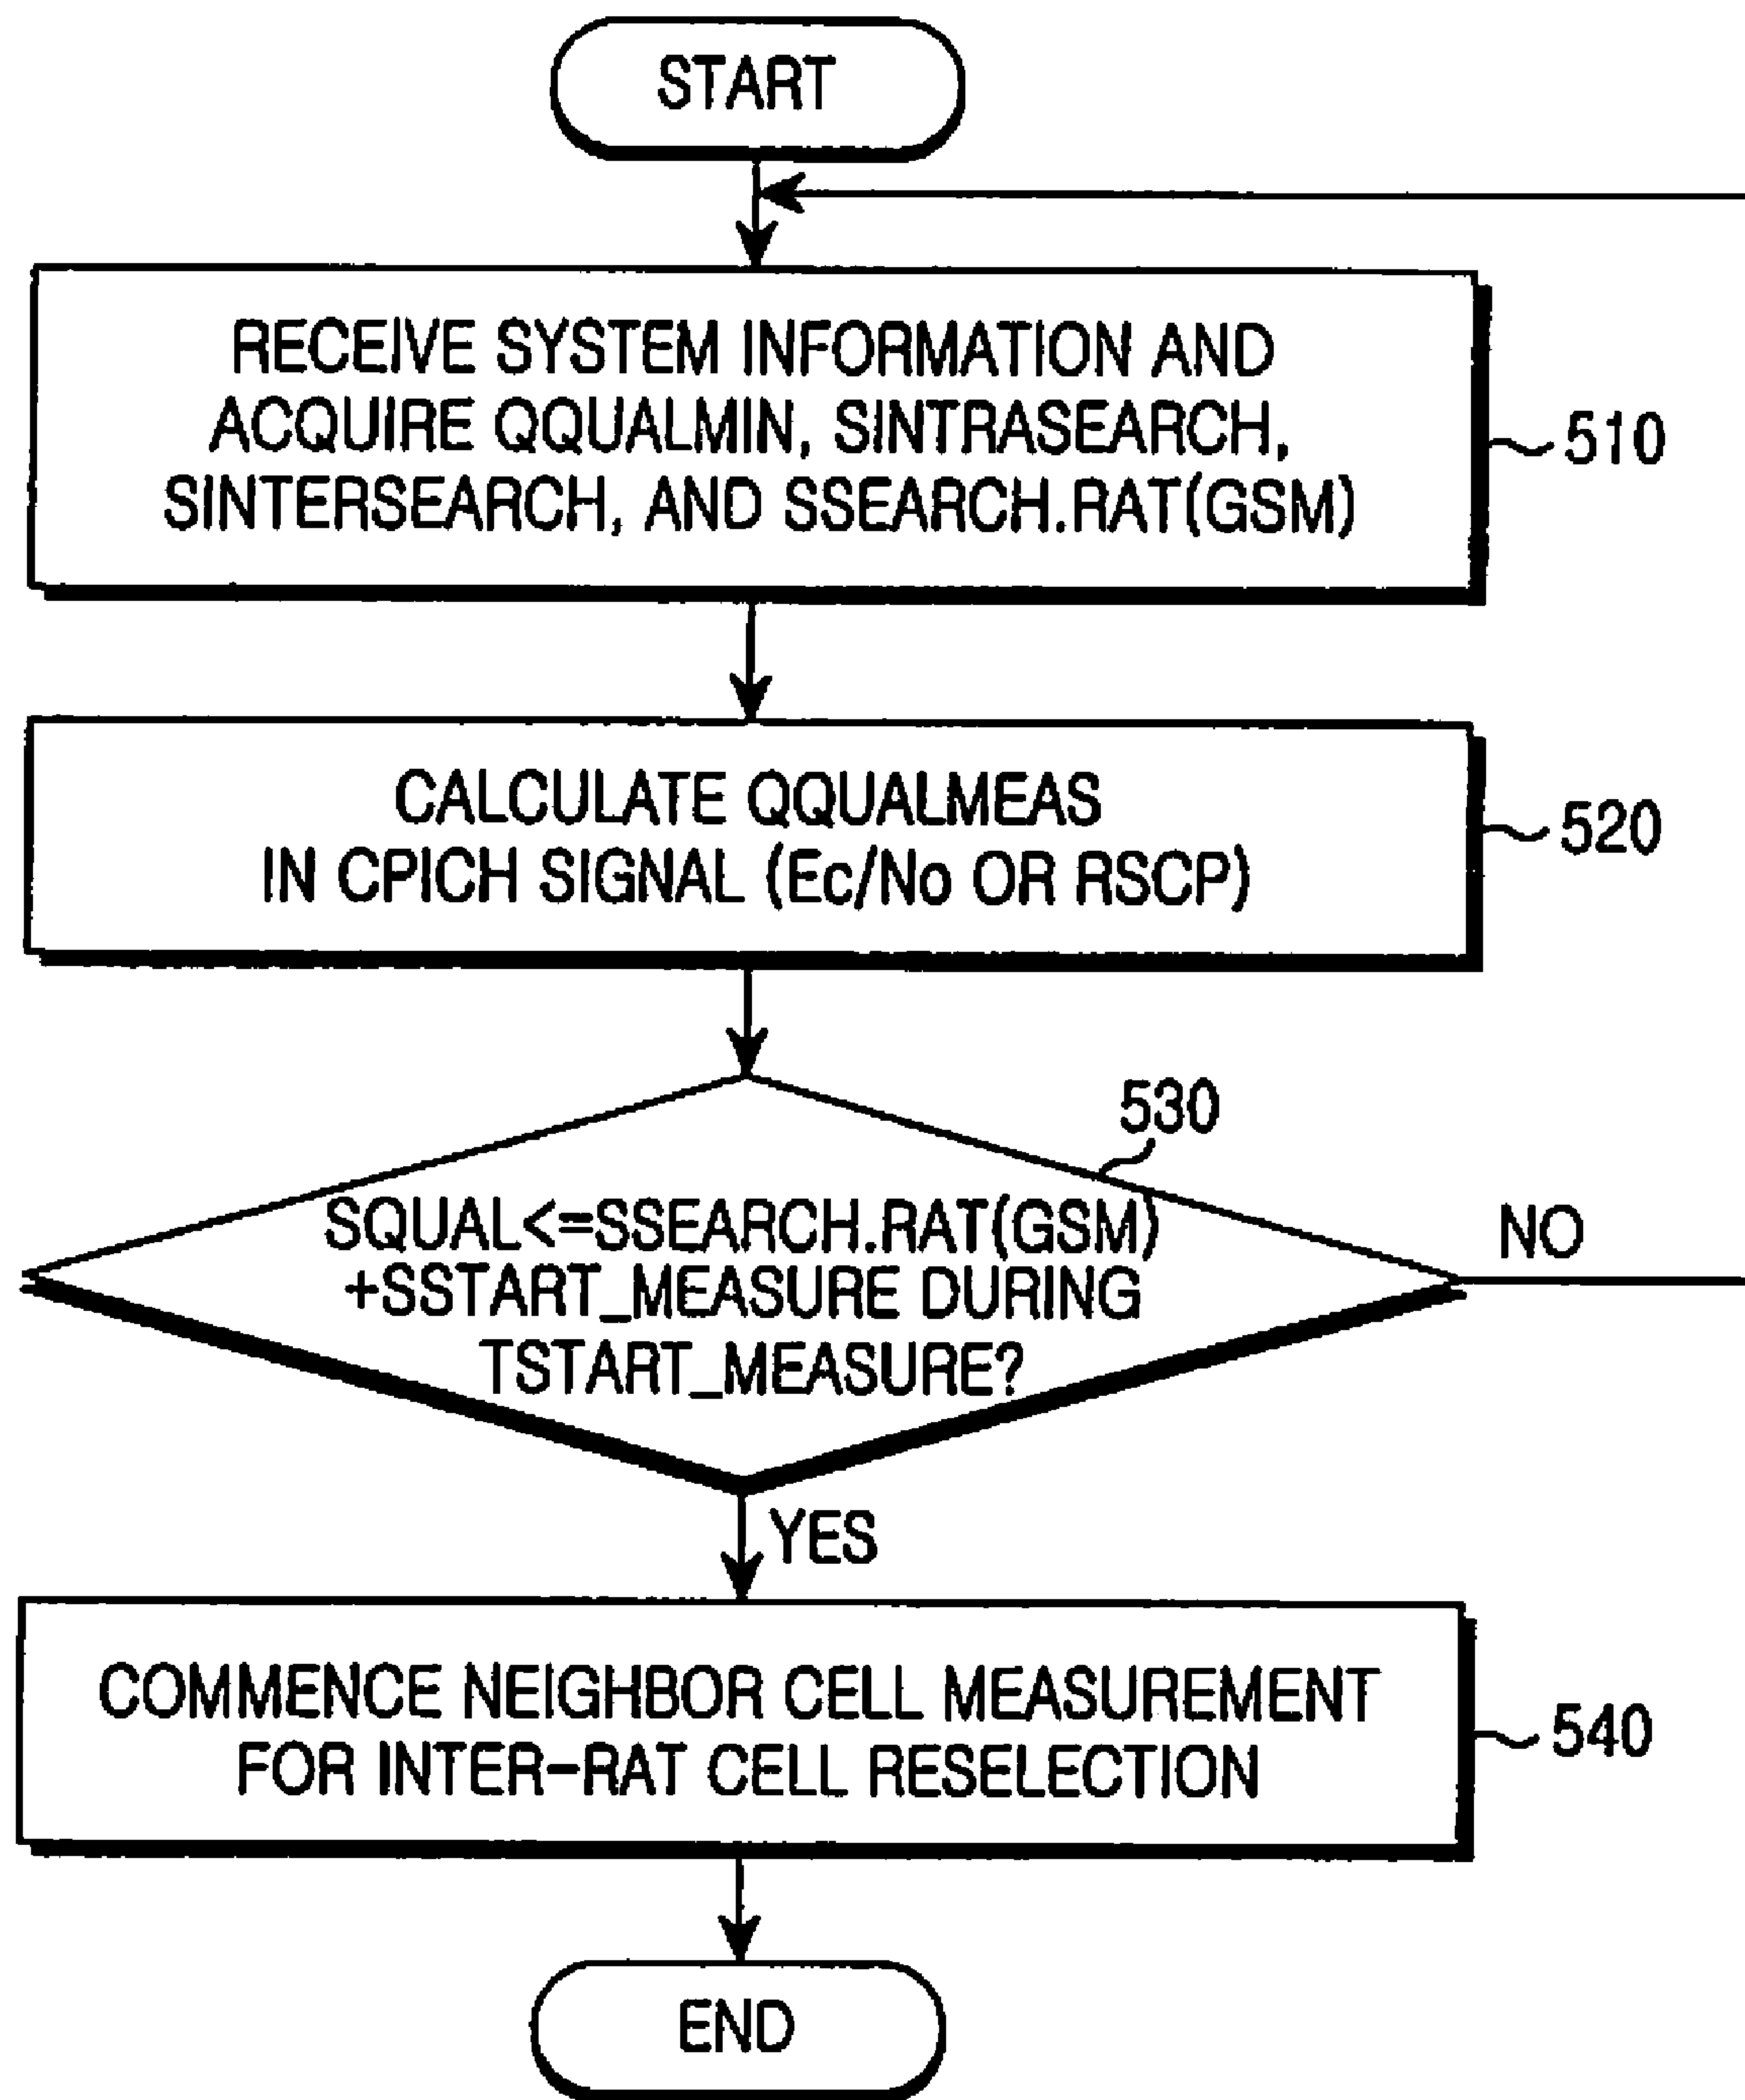 START
RECEIVE SYSTEM INFORMATION AND
ACQUIRE QQUALMIN, SINTRASEARCH,
SINTERSEARCH, AND SSEARCH.RAT(GSM)
510
CALCULATE QQUALMEAS
IN CPICH SIGNAL (Ec/No OR RSCP)
520
530
SQUAL<=SSEARCH.RAT(GSM)
+SSTART_MEASURE DURING
TSTART_MEASURE?
NO
YES
COMMENCE NEIGHBOR CELL MEASUREMENT
FOR INTER-RAT CELL RESELECTION
540
END